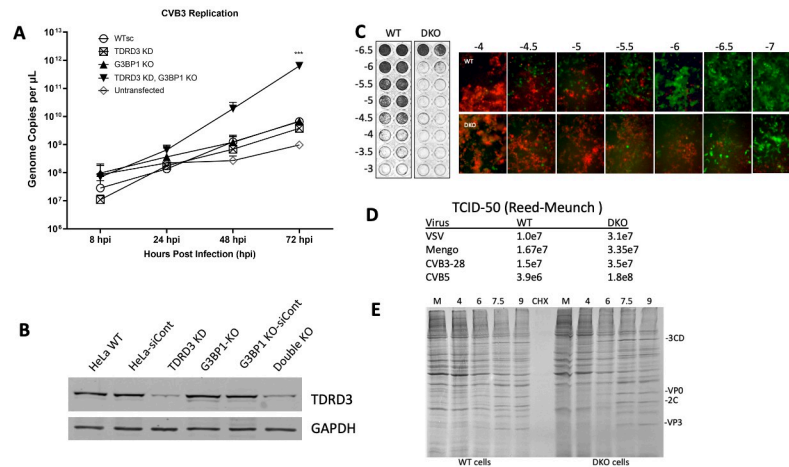 CVB3 Replication
A
WTsc
TDRD3 KD
G3BP1 KO
TDRD3 KD, G3BP1 KO
Untransfected
***
Genome Copies per µL
10^13
10^12
10^11
10^10
10^9
10^8
10^7
10^6
8 hpi 24 hpi 48 hpi 72 hpi
Hours Post Infection (hpi)
B
HeLa WT
HeLa-siCont
TDRD3 KD
G3BP1-KO
G3BP1 KO-siCont
Double KO
TDRD3
GAPDH
C
WT DKO
-6.5
-6
-5.5
-5
-4.5
-4
-3
-4 -4.5 -5 -5.5 -6 -6.5 -7
WT
DKO
D
TCID-50 (Reed-Meunch )
Virus WT DKO
VSV 1.0e7 3.1e7
Mengo 1.67e7 3.35e7
CVB3-28 1.5e7 3.5e7
CVB5 3.9e6 1.8e8
E
M 4 6 7.5 9 CHX M 4 6 7.5 9
-3CD
-VP0
-2C
-VP3
WT cells DKO cells